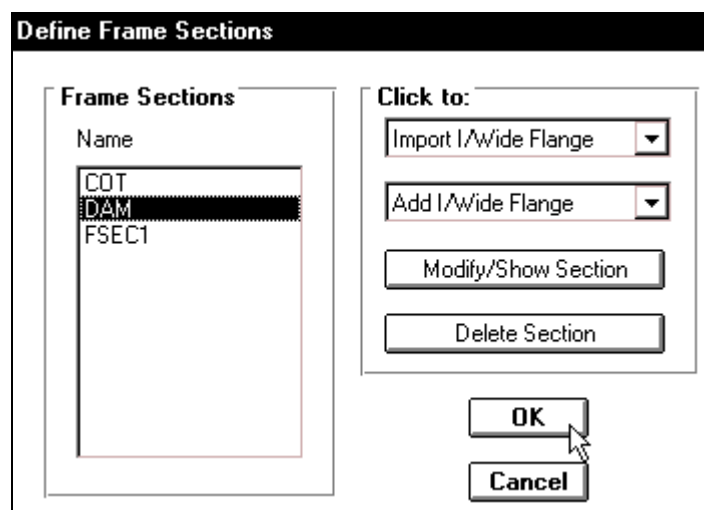 Define Frame Sections
Frame Sections
Name
COT
DAM
FSEC1
Click to:
Import I/Wide Flange
Add I/Wide Flange
Modify/Show Section
Delete Section
OK
Cancel